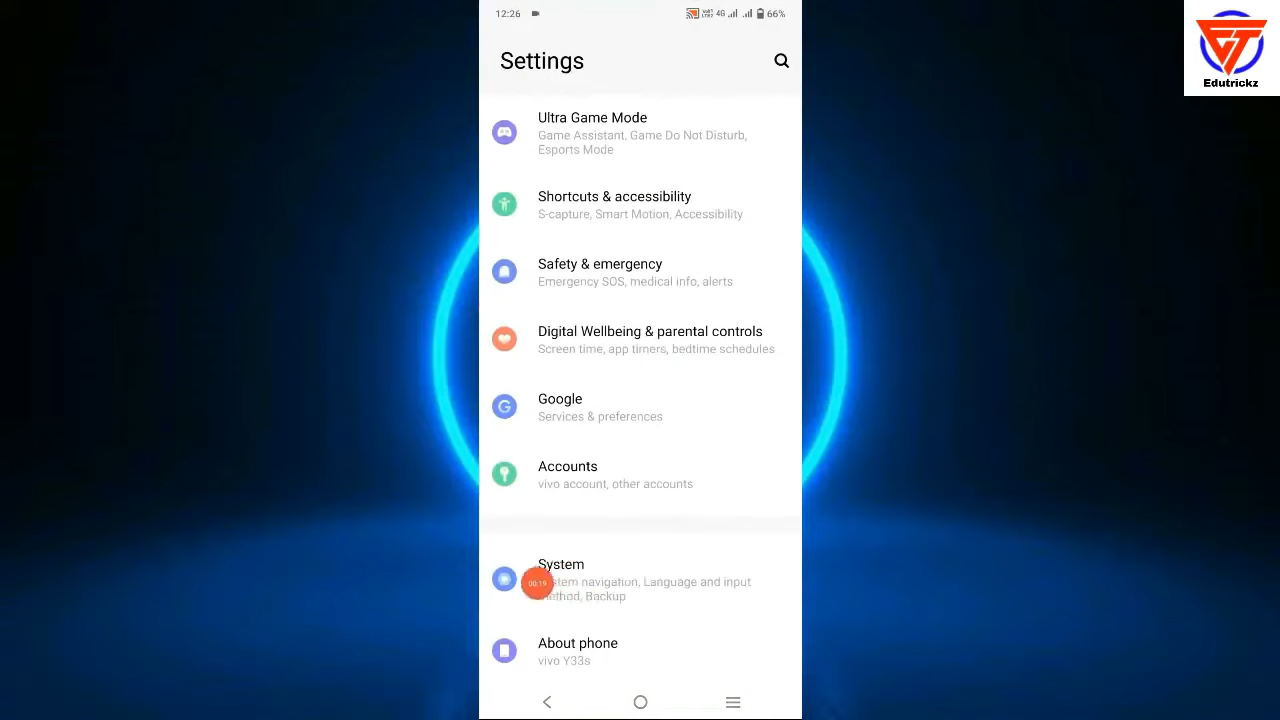 12:26
4G
66%
Edutrickz
Settings
Ultra Game Mode
Game Assistant, Game Do Not Disturb,
Esports Mode
Shortcuts & accessibility
S-capture, Smart Motion, Accessibility
Safety & emergency
Emergency SOS, medical info, alerts
Digital Wellbeing & parental controls
Screen time, app timers, bedtime schedules
Google
Services & preferences
Accounts
vivo account, other accounts
System
navigation, Language and input
00:19
Backup
About phone
vivo Y33s